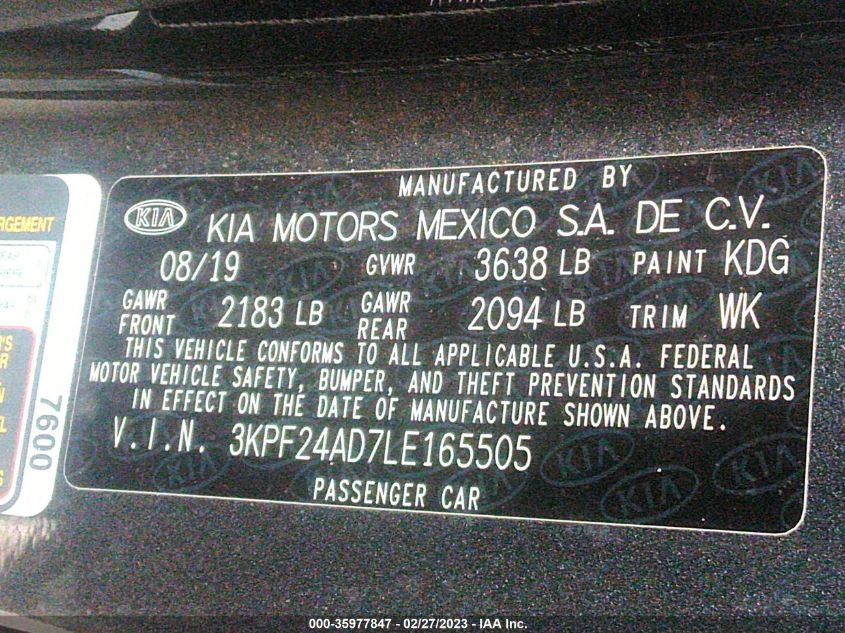 MANUFACTURED BY
KIA KIA MOTORS MEXICO S.A. DE C.V.
08/19 GVWR 3638 LB PAINT KDG
GAWR FRONT 2183 LB GAWR REAR 2094 LB TRIM WK
THIS VEHICLE CONFORMS TO ALL APPLICABLE U.S.A. FEDERAL
MOTOR VEHICLE SAFETY, BUMPER, AND THEFT PREVENTION STANDARDS
IN EFFECT ON THE DATE OF MANUFACTURE SHOWN ABOVE.
V.I.N. 3KPF24AD7LE165505
PASSENGER CAR
7600
000-35977847 - 02/27/2023 - IAA Inc.